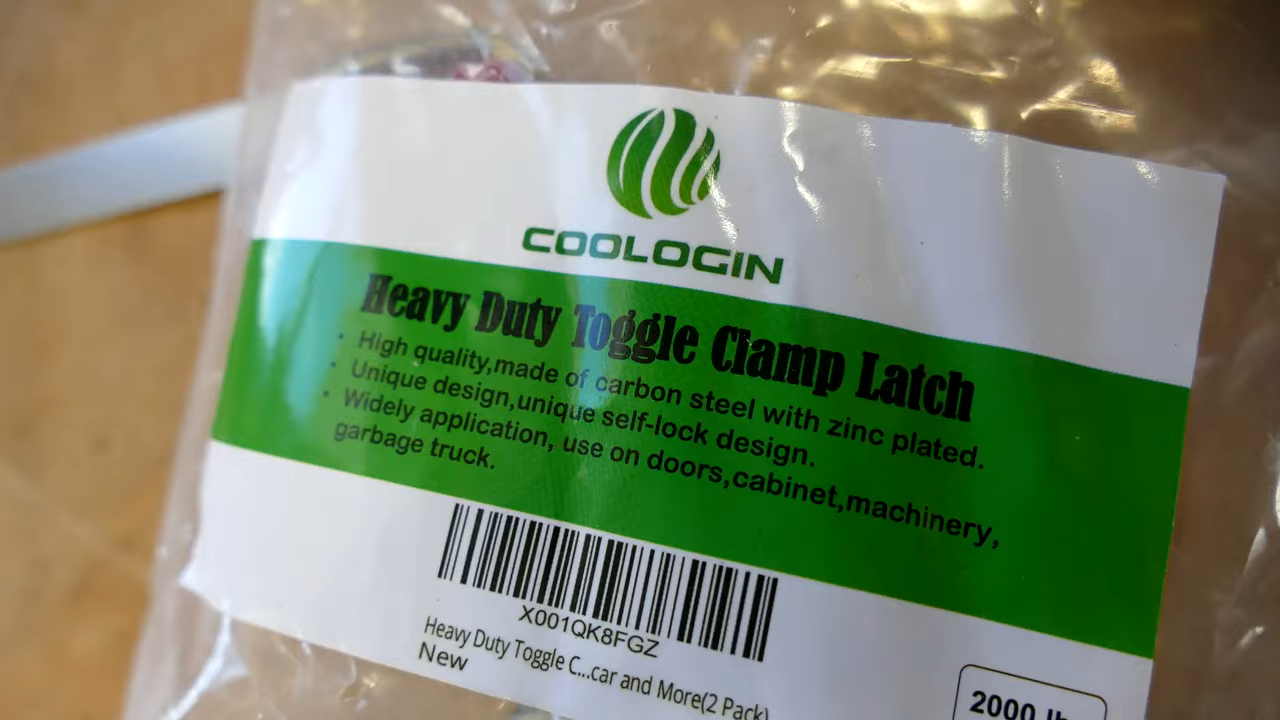 COOLOGIN
Heavy Duty Toggle Clamp Latch
· High quality,made of carbon steel with zinc plated.
· Unique design,unique self-lock design.
· Widely application, use on doors,cabinet,machinery,
garbage truck.
X001QK8FGZ
Heavy Duty Toggle C...car and More(2 Pack)
New
2000